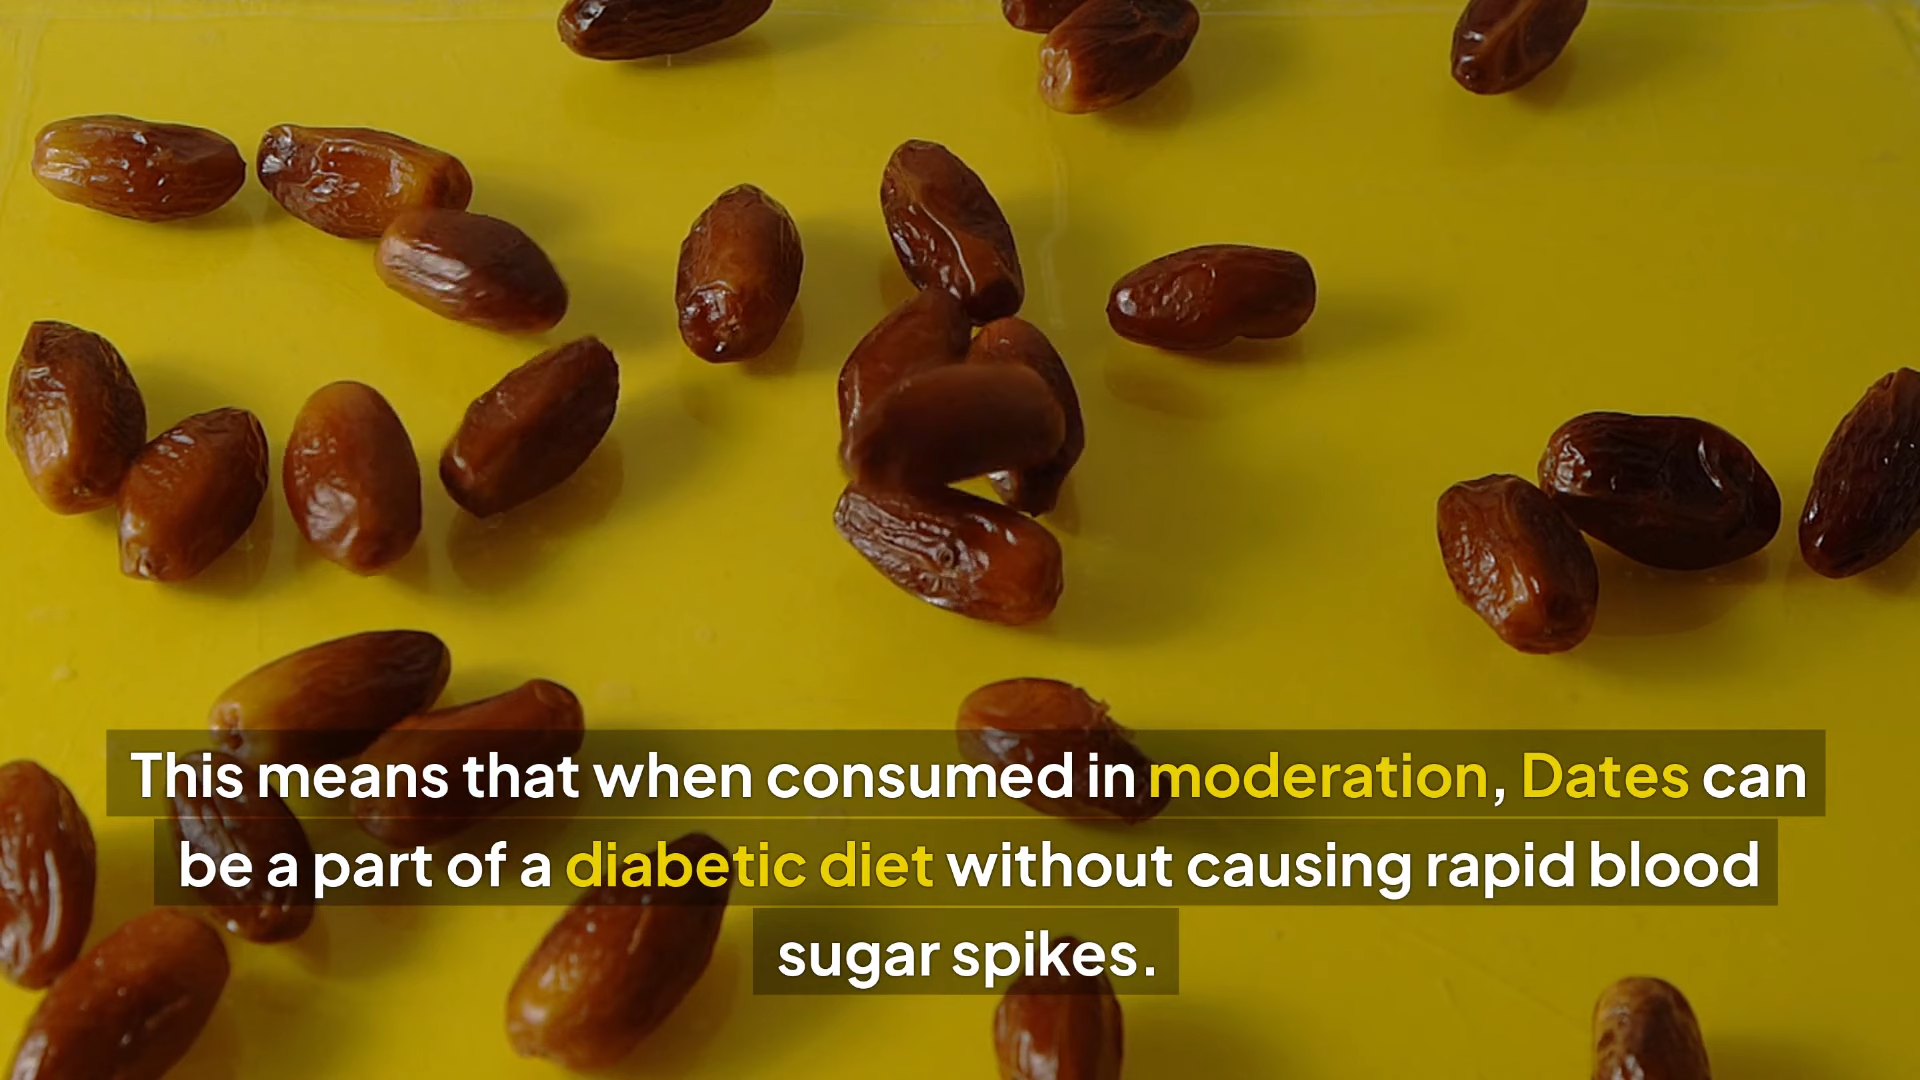 This means that when consumed in moderation, Dates can
be a part of a diabetic diet without causing rapid blood
sugar spikes.